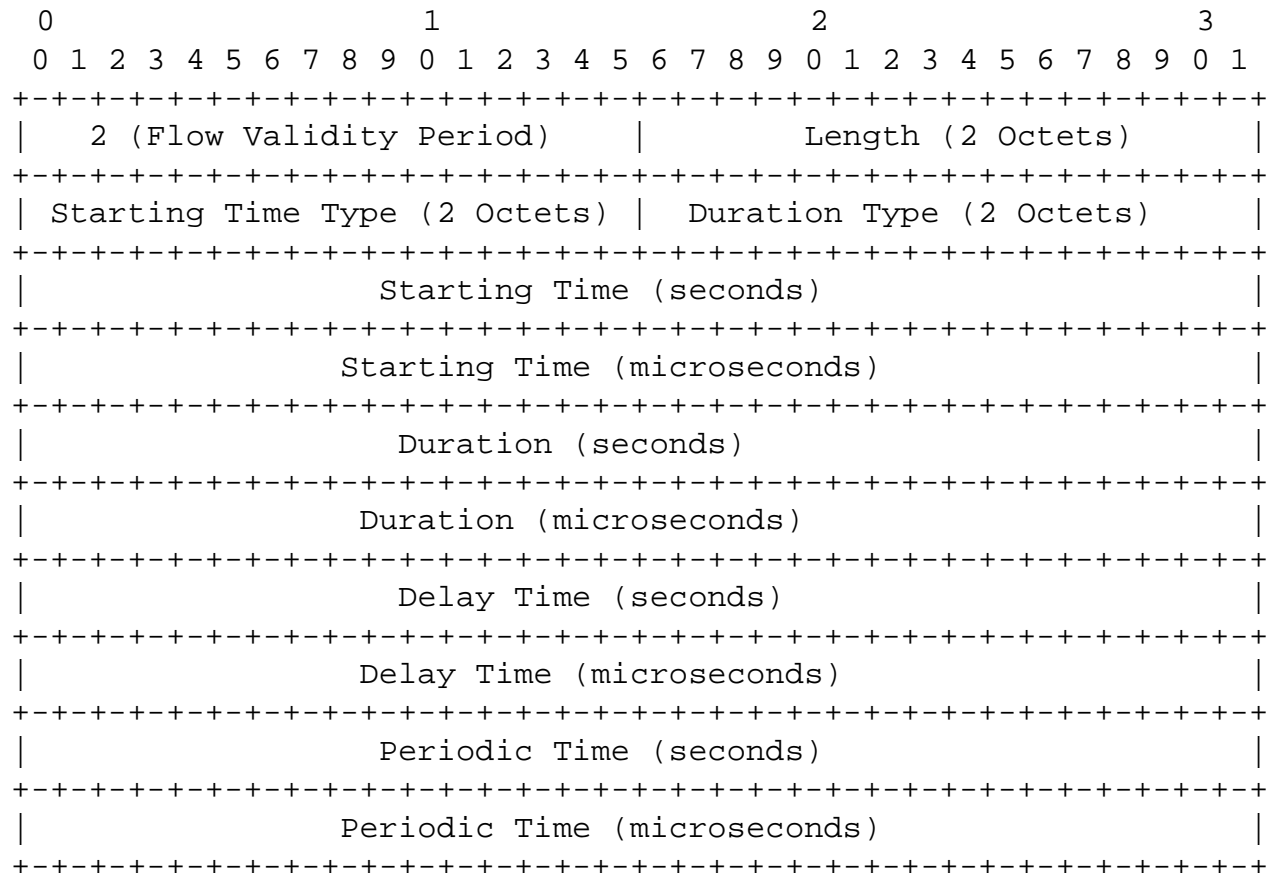 0                   1                   2                   3
 0 1 2 3 4 5 6 7 8 9 0 1 2 3 4 5 6 7 8 9 0 1 2 3 4 5 6 7 8 9 0 1
+-+-+-+-+-+-+-+-+-+-+-+-+-+-+-+-+-+-+-+-+-+-+-+-+-+-+-+-+-+-+-+-+
|   2 (Flow Validity Period)    |        Length (2 Octets)      |
+-+-+-+-+-+-+-+-+-+-+-+-+-+-+-+-+-+-+-+-+-+-+-+-+-+-+-+-+-+-+-+-+
| Starting Time Type (2 Octets) |  Duration Type (2 Octets)     |
+-+-+-+-+-+-+-+-+-+-+-+-+-+-+-+-+-+-+-+-+-+-+-+-+-+-+-+-+-+-+-+-+
|                  Starting Time (seconds)                      |
+-+-+-+-+-+-+-+-+-+-+-+-+-+-+-+-+-+-+-+-+-+-+-+-+-+-+-+-+-+-+-+-+
|                Starting Time (microseconds)                   |
+-+-+-+-+-+-+-+-+-+-+-+-+-+-+-+-+-+-+-+-+-+-+-+-+-+-+-+-+-+-+-+-+
|                   Duration (seconds)                          |
+-+-+-+-+-+-+-+-+-+-+-+-+-+-+-+-+-+-+-+-+-+-+-+-+-+-+-+-+-+-+-+-+
|                 Duration (microseconds)                       |
+-+-+-+-+-+-+-+-+-+-+-+-+-+-+-+-+-+-+-+-+-+-+-+-+-+-+-+-+-+-+-+-+
|                   Delay Time (seconds)                        |
+-+-+-+-+-+-+-+-+-+-+-+-+-+-+-+-+-+-+-+-+-+-+-+-+-+-+-+-+-+-+-+-+
|                 Delay Time (microseconds)                     |
+-+-+-+-+-+-+-+-+-+-+-+-+-+-+-+-+-+-+-+-+-+-+-+-+-+-+-+-+-+-+-+-+
|                  Periodic Time (seconds)                      |
+-+-+-+-+-+-+-+-+-+-+-+-+-+-+-+-+-+-+-+-+-+-+-+-+-+-+-+-+-+-+-+-+
|                Periodic Time (microseconds)                   |
+-+-+-+-+-+-+-+-+-+-+-+-+-+-+-+-+-+-+-+-+-+-+-+-+-+-+-+-+-+-+-+-+